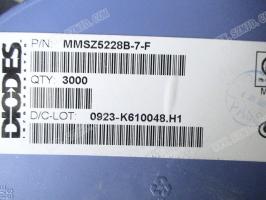 DIODES
P/N: MMSZ5228B-7-F
QTY: 3000
D/C-LOT: 0923-K610048.H1